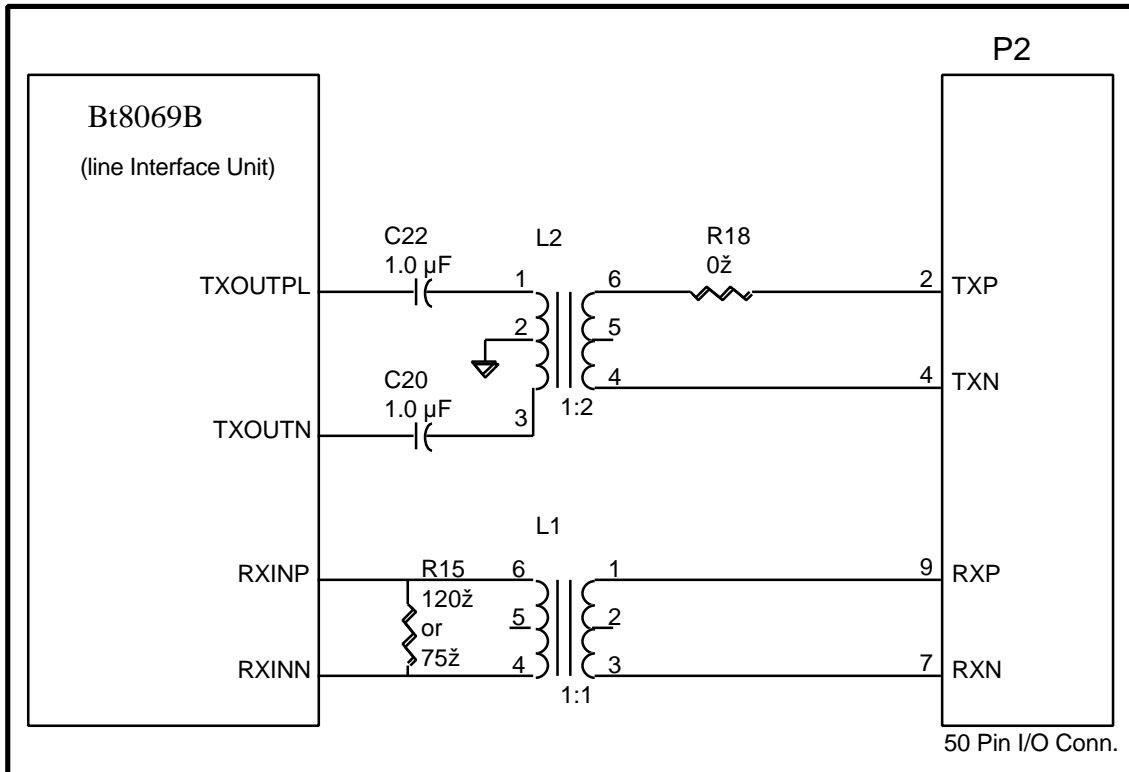 P2
Bt8069B
(line Interface Unit)
C22
1.0 µF
L2
R18
0ž
TXOUTPL
1
6
2
TXP
2
5
C20
1.0 µF
3
4
4
TXN
1:2
TXOUTN
L1
RXINP
R15
120ž
or
75ž
6
1
9
RXP
5
2
RXINN
4
3
7
RXN
1:1
50 Pin I/O Conn.